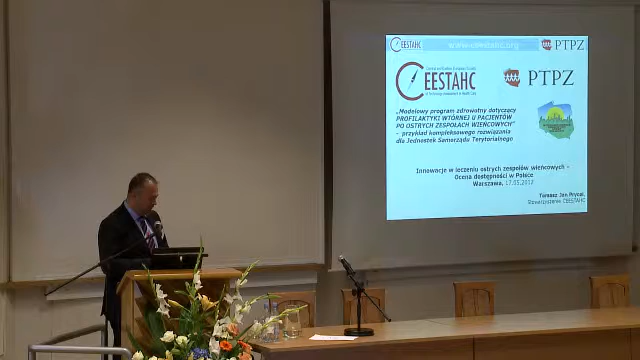 CEESTAHC
www.ceestahc.org
PTPZ
CEESTAHC
PTPZ
„Modelowy program zdrowotny dotyczący
PROFILAKTYKI WTÓRNEJ U PACJENTÓW
PO OSTRYCH ZESPOŁACH WIEŃCOWYCH"
– przykład kompleksowego rozwiązania
dla Jednostek Samorządu Terytorialnego
Innowacje w leczeniu ostrych zespołów wieńcowych –
Ocena dostępności w Polsce
Warszawa, 17.05.2012
Tomasz Jan Prycel,
Stowarzyszenie CEESTAHC